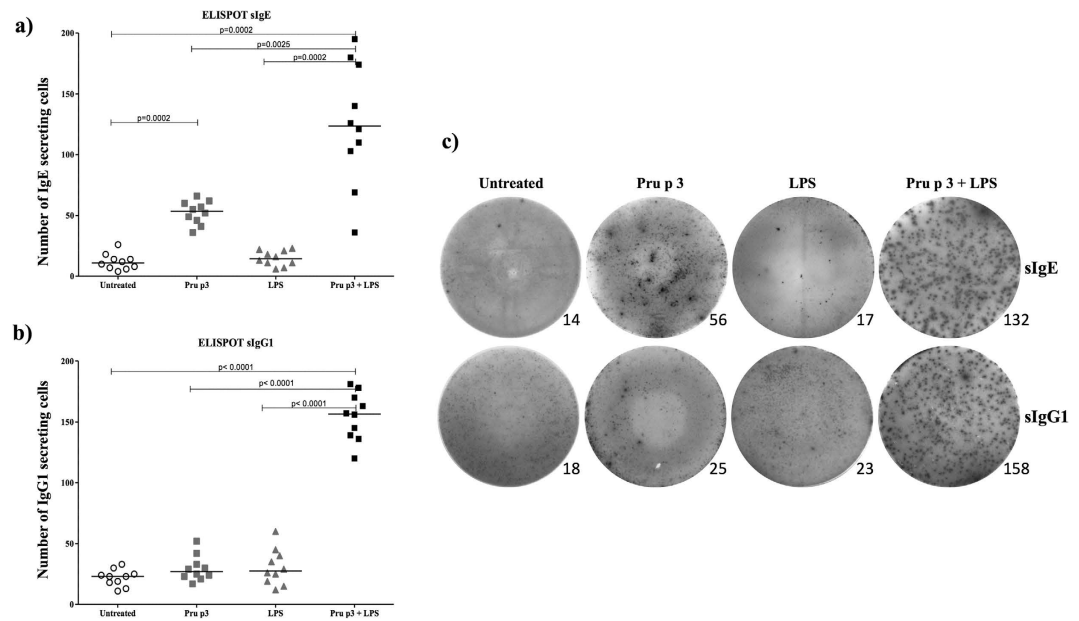 a)
ELISPOT sIgE
Number of IgE secreting cells
200
150
100
50
0
p=0.0002
p=0.0025
p=0.0002
p=0.0002
Untreated
Pru p3
LPS
Pru p3 + LPS
b)
ELISPOT sIgG1
Number of IgG1 secreting cells
200
150
100
50
0
p< 0.0001
p< 0.0001
p< 0.0001
Untreated
Pru p3
LPS
Pru p3 + LPS
c)
Untreated
Pru p 3
LPS
Pru p 3 + LPS
14
56
17
132
sIgE
18
25
23
158
sIgG1